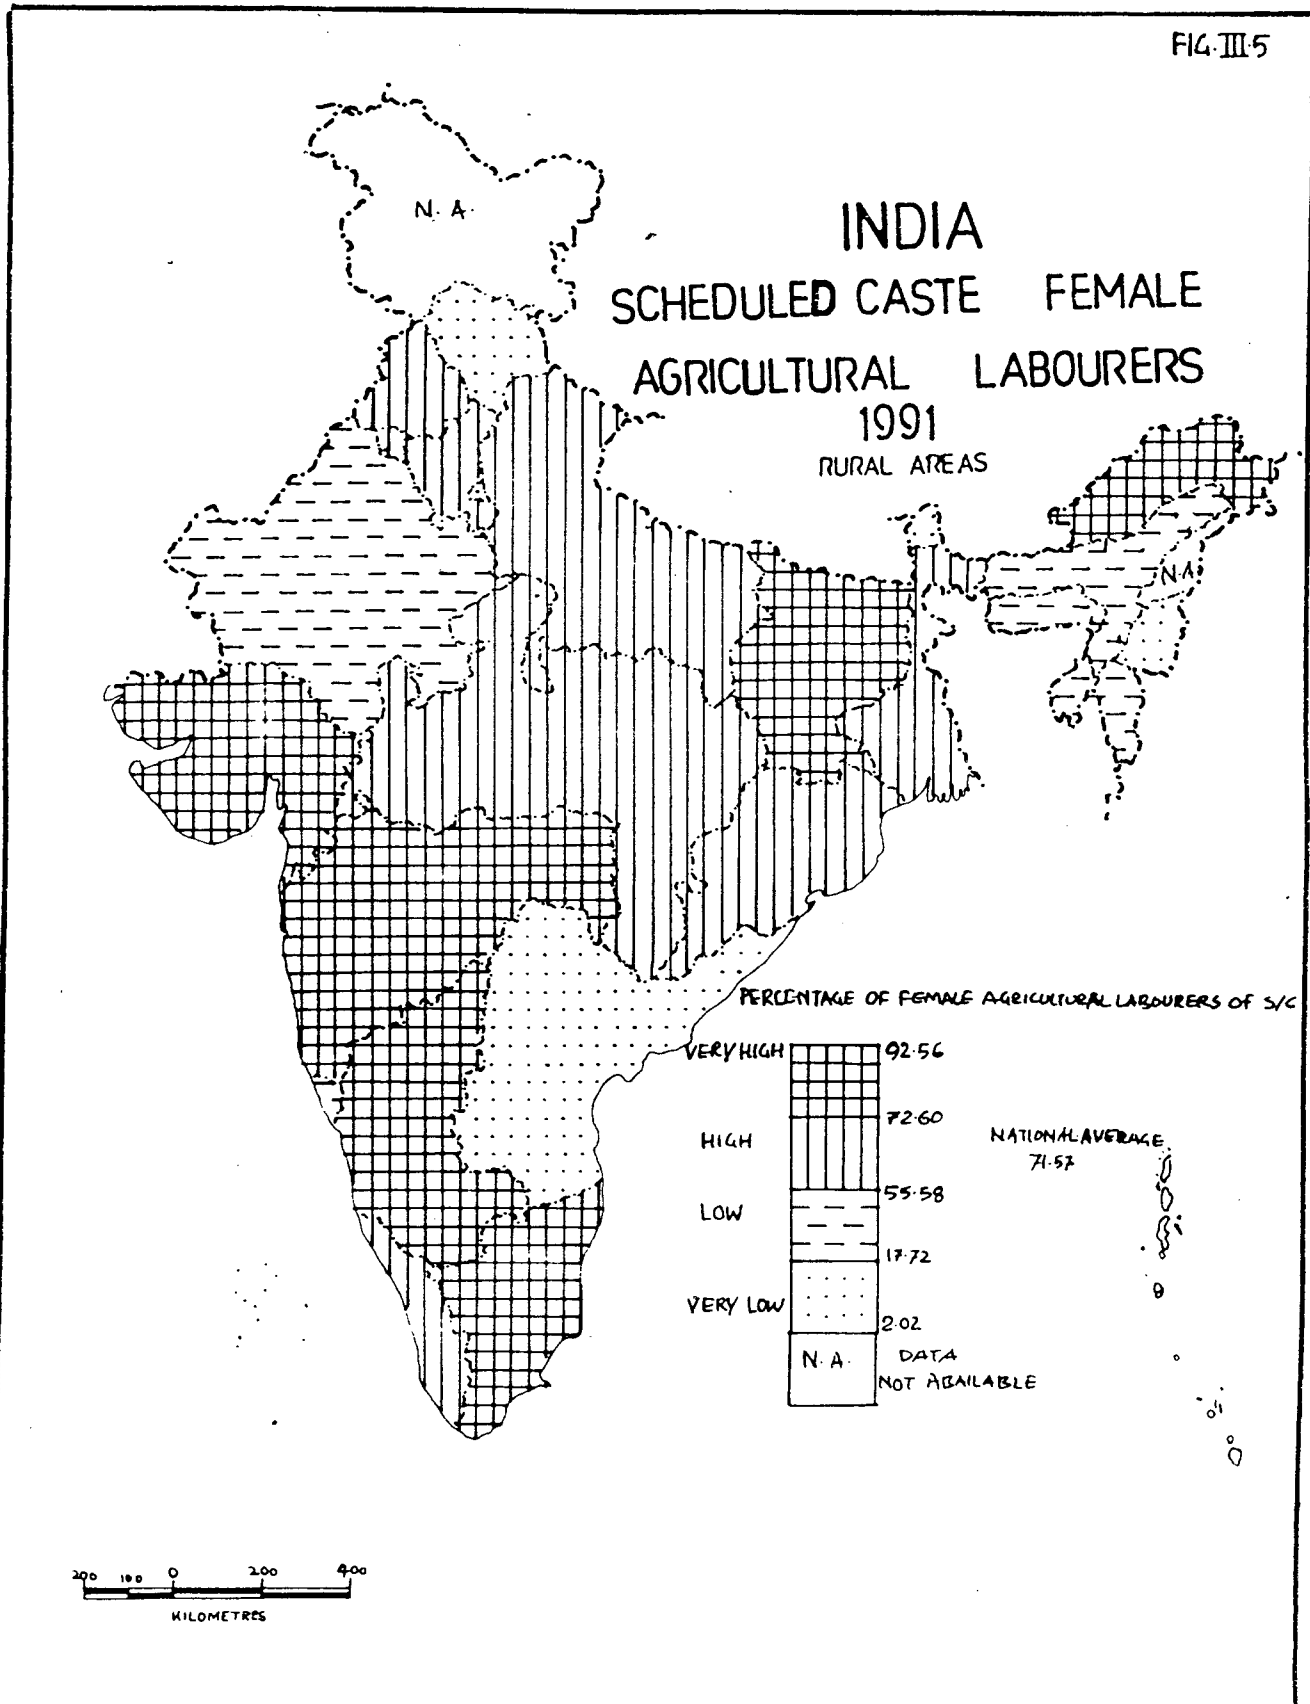 FIG.III.5
N. A.
INDIA
SCHEDULED CASTE FEMALE
AGRICULTURAL LABOURERS
1991
RURAL AREAS
N.A
PERCENTAGE OF FEMALE AGRICULTURAL LABOURERS OF S/C
VERY HIGH
92.56
72.60
HIGH
NATIONAL AVERAGE
71.57
55.58
LOW
17.72
VERY LOW
2.02
N. A. DATA
NOT ABAILABLE
200 100 0 200 400
KILOMETRES